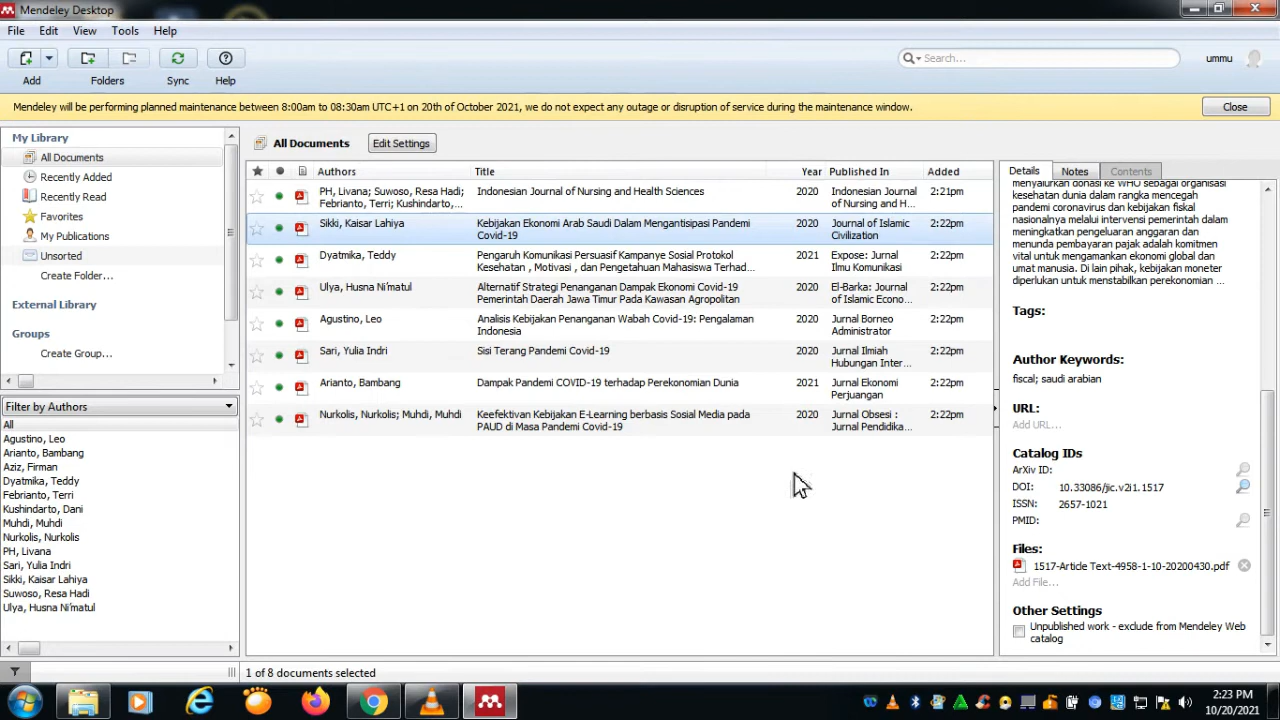 Mendeley Desktop
File Edit View Tools Help
Search...
ummu
Add Folders Sync Help
Mendeley will be performing planned maintenance between 8:00am to 08:30am UTC+1 on 20th of October 2021, we do not expect any outage or disruption of service during the maintenance window.
Close
My Library
All Documents
Recently Added
Recently Read
Favorites
My Publications
Unsorted
Create Folder...
External Library
Groups
Create Group...
Filter by Authors
All
Agustino, Leo
Arianto, Bambang
Aziz, Firman
Dyatmika, Teddy
Febrianto, Terri
Kushindarto, Dani
Muhdi, Muhdi
Nurkolis, Nurkolis
PH, Livana
Sari, Yulia Indri
Sikki, Kaisar Lahiya
Suwoso, Resa Hadi
Ulya, Husna Ni'matul
All Documents Edit Settings
Authors Title Year Published In Added
PH, Livana; Suwoso, Resa Hadi; Indonesian Journal of Nursing and Health Sciences 2020 Indonesian Journal 2:21pm
Febrianto, Terri; Kushindarto,... of Nursing and H...
Sikki, Kaisar Lahiya Kebijakan Ekonomi Arab Saudi Dalam Mengantisipasi Pandemi 2020 Journal of Islamic 2:22pm
Covid-19 Civilization
Dyatmika, Teddy Pengaruh Komunikasi Persuasif Kampanye Sosial Protokol 2021 Expose: Jurnal 2:22pm
Kesehatan , Motivasi , dan Pengetahuan Mahasiswa Terhad... Ilmu Komunikasi
Ulya, Husna Ni'matul Alternatif Strategi Penanganan Dampak Ekonomi Covid-19 2020 El-Barka: Journal 2:22pm
Pemerintah Daerah Jawa Timur Pada Kawasan Agropolitan of Islamic Econo...
Agustino, Leo Analisis Kebijakan Penanganan Wabah Covid-19: Pengalaman 2020 Jurnal Borneo 2:22pm
Indonesia Administrator
Sari, Yulia Indri Sisi Terang Pandemi Covid-19 2020 Jurnal Ilmiah 2:22pm
Hubungan Inter...
Arianto, Bambang Dampak Pandemi COVID-19 terhadap Perekonomian Dunia 2021 Jurnal Ekonomi 2:22pm
Perjuangan
Nurkolis, Nurkolis; Muhdi, Muhdi Keefektivan Kebijakan E-Learning berbasis Sosial Media pada 2020 Jurnal Obsesi : 2:22pm
PAUD di Masa Pandemi Covid-19 Jurnal Pendidika...
Details Notes Contents
menyalurkan donasi ke WHO sebagai organisasi
kesehatan dunia dalam rangka mencegah
pandemi coronavirus dan kebijakan fiskal
nasionalnya melalui intervensi pemerintah dalam
meningkatkan pengeluaran anggaran dan
menunda pembayaran pajak adalah komitmen
vital untuk mengamankan ekonomi global dan
umat manusia. Di lain pihak, kebijakan moneter
diperlukan untuk menstabilkan perekonomian ...
Tags:
Author Keywords:
fiscal; saudi arabian
URL:
Add URL...
Catalog IDs
ArXiv ID:
DOI: 10.33086/jic.v2i1.1517
ISSN: 2657-1021
PMID:
Files:
1517-Article Text-4958-1-10-20200430.pdf
Add File...
Other Settings
Unpublished work - exclude from Mendeley Web
catalog
1 of 8 documents selected
2:23 PM
10/20/2021